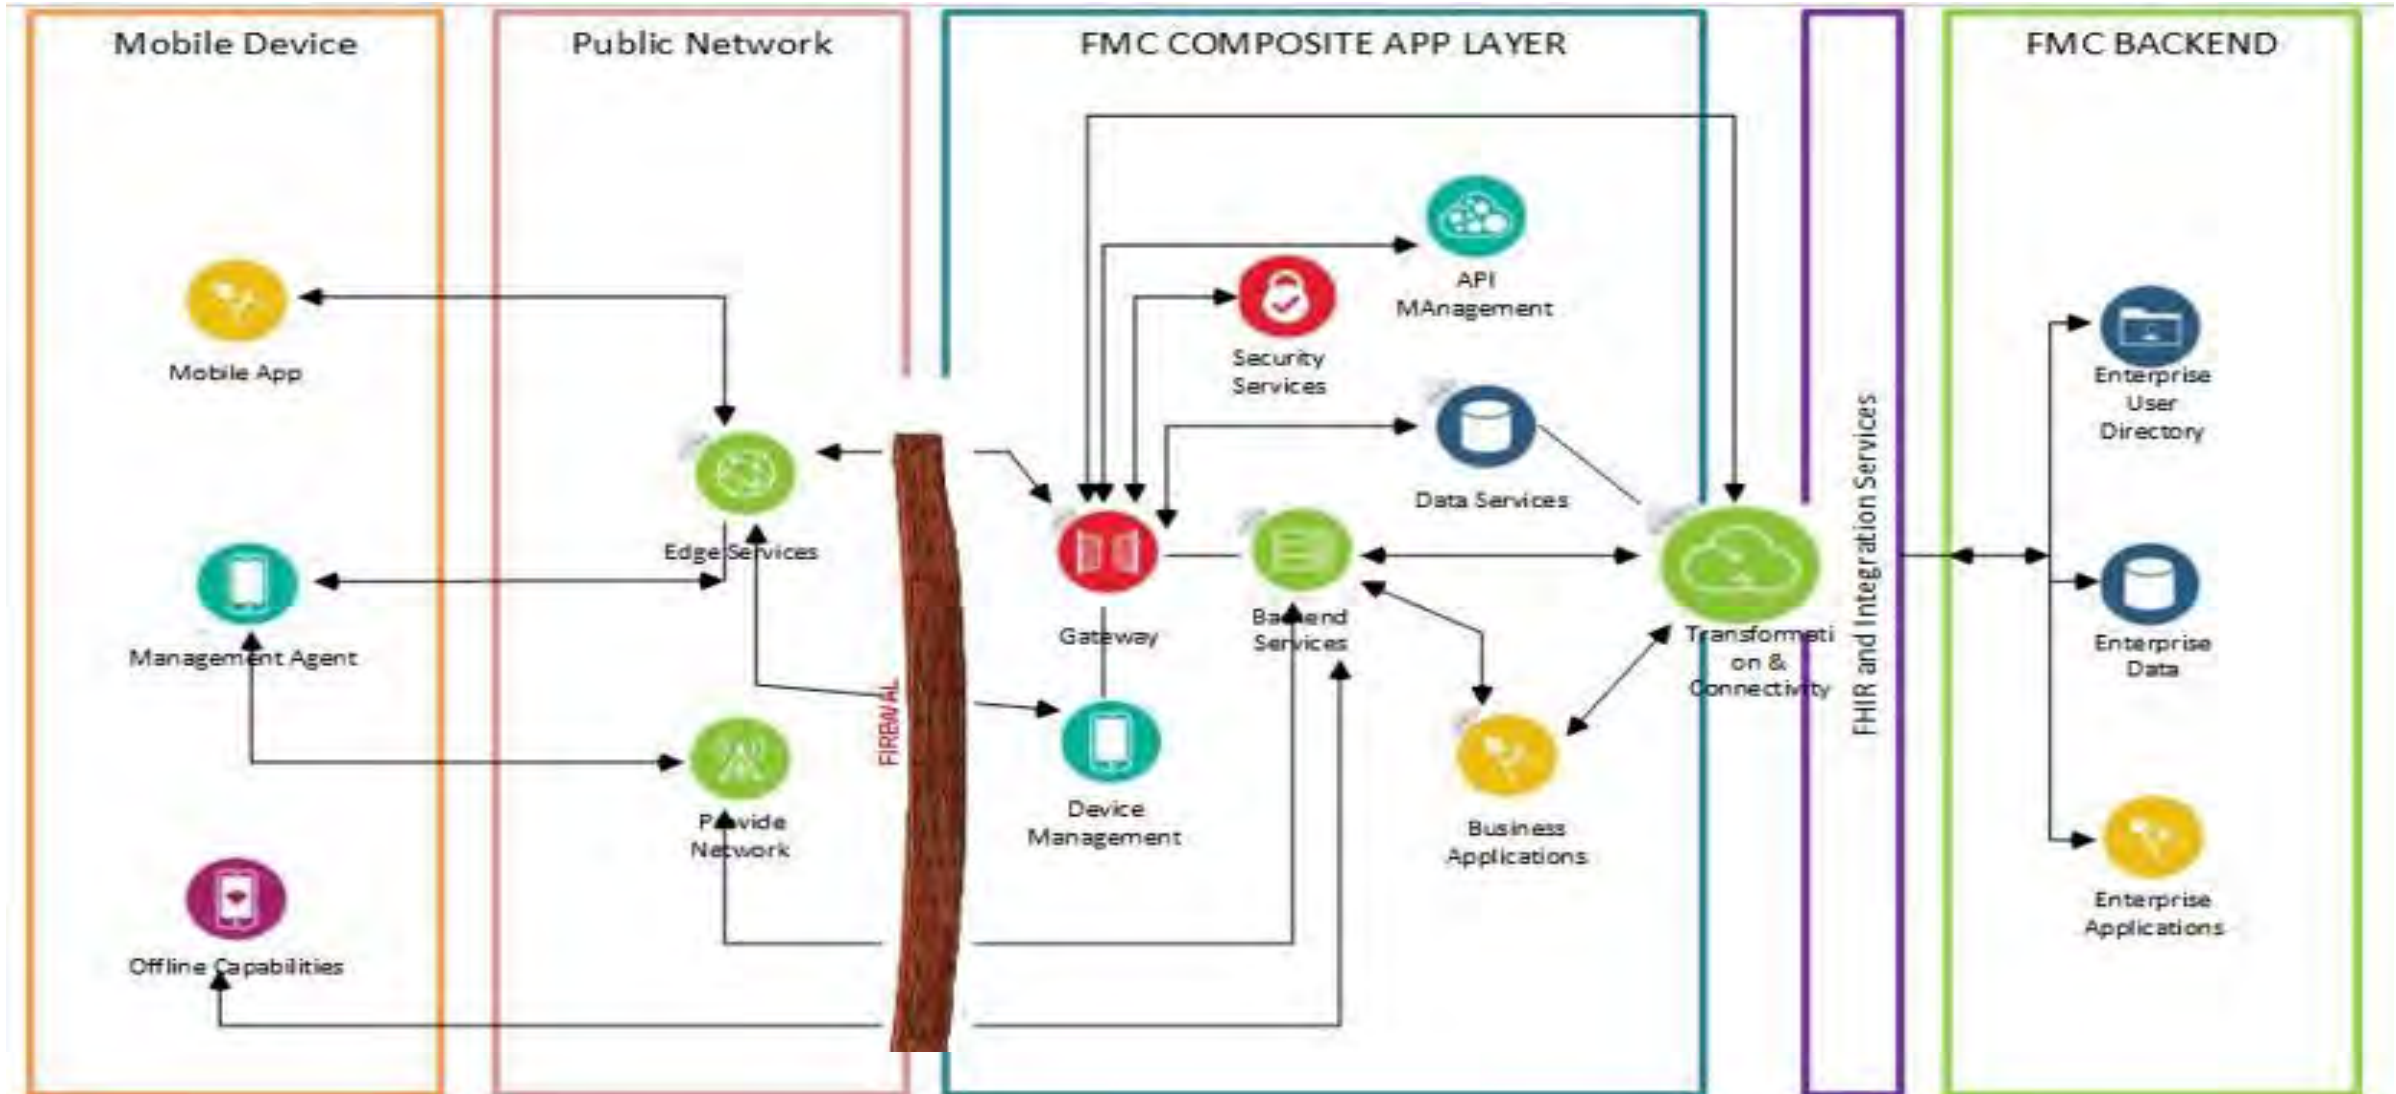 Mobile Device
Public Network
FMC COMPOSITE APP LAYER
FMC BACKEND
Mobile App
Management Agent
Offline Capabilities
Edge Services
Provide
Network
FIREWAL
API
MAnagement
Security
Services
Data Services
Gateway
Backend
Services
Device
Management
Business
Applications
Transformati
on &
Connectivity
FHIR and Integration Services
Enterprise
User
Directory
Enterprise
Data
Enterprise
Applications